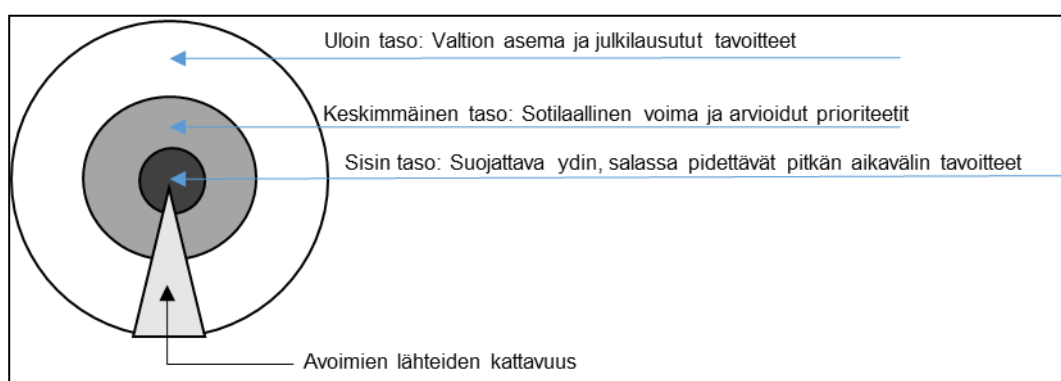 Uloin taso: Valtion asema ja julkilausutut tavoitteet
Keskimmäinen taso: Sotilaallinen voima ja arvioidut prioriteetit
Sisin taso: Suojattava ydin, salassa pidettävät pitkän aikavälin tavoitteet
Avoimien lähteiden kattavuus